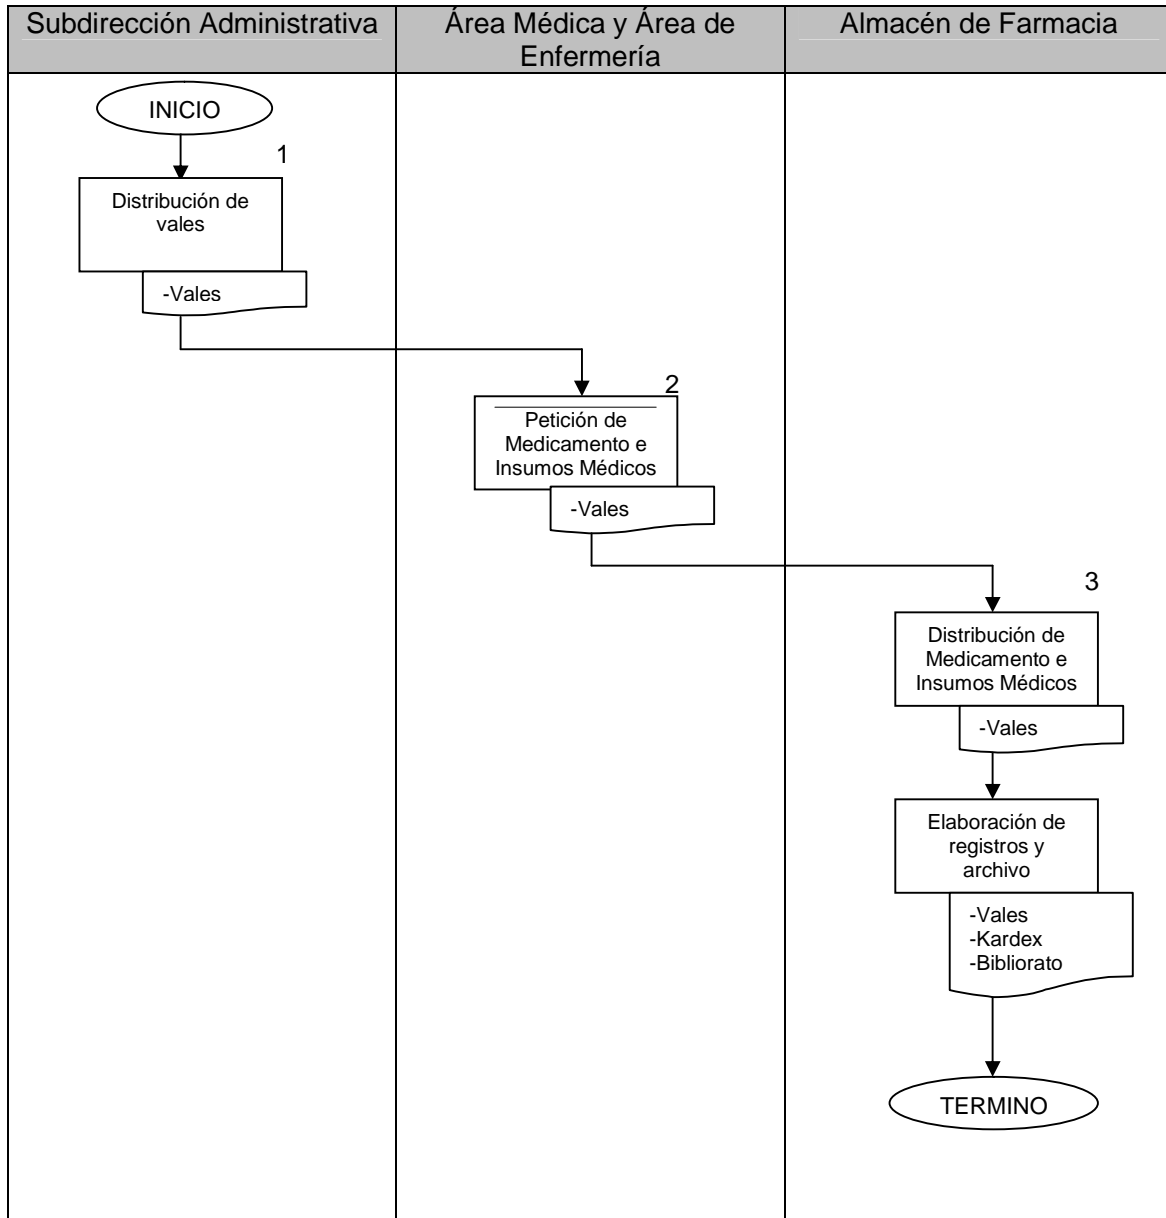 Subdirección Administrativa
Área Médica y Área de
Enfermería
Almacén de Farmacia
INICIO
1
Distribución de
vales
-Vales
2
Petición de
Medicamento e
Insumos Médicos
-Vales
3
Distribución de
Medicamento e
Insumos Médicos
-Vales
Elaboración de
registros y
archivo
-Vales
-Kardex
-Bibliorato
TERMINO